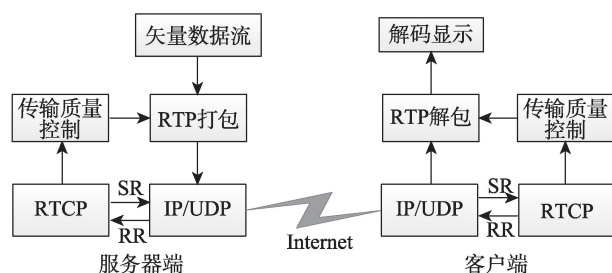 矢量数据流
解码显示
传输质量
控制
RTP打包
RTP解包
传输质量
控制
RTCP
SR
RR
IP/UDP
Internet
IP/UDP
SR
RR
RTCP
服务器端
客户端